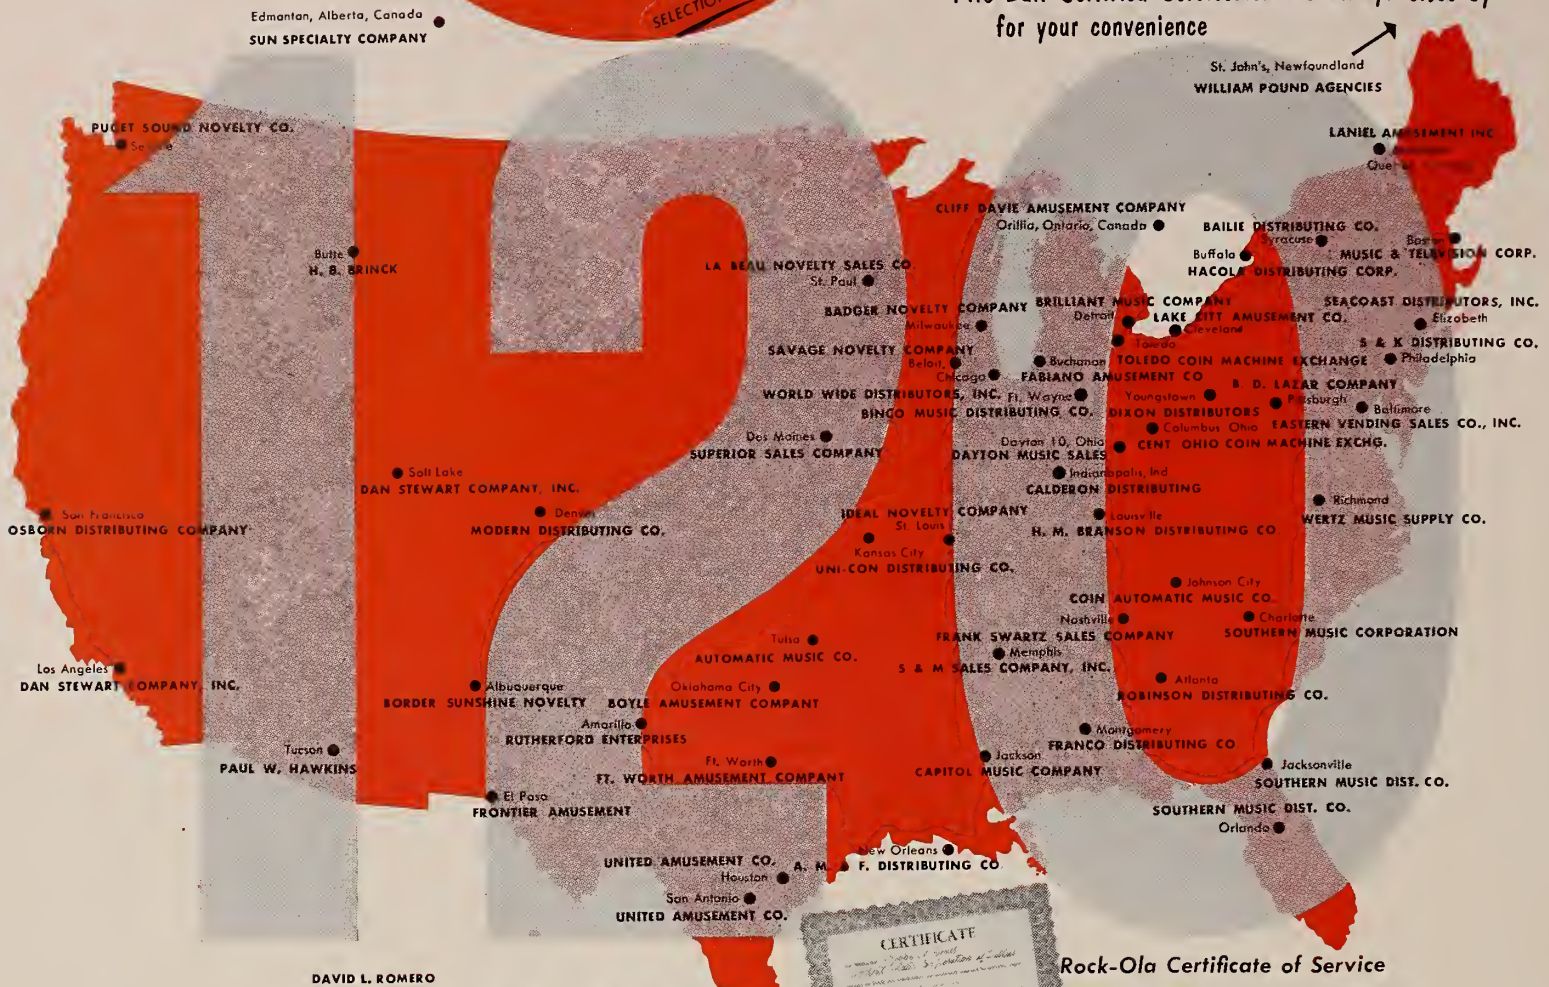 SELECTION
for your convenience
Edmanton, Alberta, Canada
SUN SPECIALTY COMPANY
St. John's, Newfoundland
WILLIAM POUND AGENCIES
120
PUGET SOUND NOVELTY CO.
LANIEL AMUSEMENT INC
CLIFF DAVIE AMUSEMENT COMPANY
Orillia, Ontario, Canada
BAILIE DISTRIBUTING CO.
Syracuse
Boston
MUSIC & TELEVISION CORP.
Butte
H. B. BRINCK
Buffalo
HACOLA DISTRIBUTING CORP.
LA BEAU NOVELTY SALES CO.
St. Paul
BADGER NOVELTY COMPANY
Milwaukee
BRILLIANT MUSIC COMPANY
Detroit
LAKE CITY AMUSEMENT CO.
Cleveland
SEACOAST DISTRIBUTORS, INC.
Elizabeth
SAVAGE NOVELTY COMPANY
Beloit,
Toledo
TOLEDO COIN MACHINE EXCHANGE
S & K DISTRIBUTING CO.
Philadelphia
Chicago
WORLD WIDE DISTRIBUTORS, INC.
Buchanan
FABIANO AMUSEMENT CO
B. D. LAZAR COMPANY
Pittsburgh
Ft. Wayne
BINCO MUSIC DISTRIBUTING CO.
Youngstown
DIXON DISTRIBUTORS
Baltimore
EASTERN VENDING SALES CO., INC.
Des Moines
SUPERIOR SALES COMPANY
Dayton 10, Ohio
DAYTON MUSIC SALES
Columbus Ohio
CENT OHIO COIN MACHINE EXCHG.
Salt Lake
DAN STEWART COMPANY, INC.
Indianapolis, Ind
CALDERON DISTRIBUTING
San Francisco
OSBORN DISTRIBUTING COMPANY
Denver
MODERN DISTRIBUTING CO.
IDEAL NOVELTY COMPANY
St. Louis
Louisville
H. M. BRANSON DISTRIBUTING CO.
Richmond
WERTZ MUSIC SUPPLY CO.
Kansas City
UNI-CON DISTRIBUTING CO.
Johnson City
COIN AUTOMATIC MUSIC CO.
Nashville
FRANK SWARTZ SALES COMPANY
Charlotte
SOUTHERN MUSIC CORPORATION
Tulsa
AUTOMATIC MUSIC CO.
Memphis
S & M SALES COMPANY, INC.
Los Angeles
DAN STEWART COMPANY, INC.
Albuquerque
BORDER SUNSHINE NOVELTY
Oklahoma City
BOYLE AMUSEMENT COMPANY
Atlanta
ROBINSON DISTRIBUTING CO.
Amarillo
RUTHERFORD ENTERPRISES
Montgomery
FRANCO DISTRIBUTING CO
Tucson
PAUL W. HAWKINS
Ft. Worth
FT. WORTH AMUSEMENT COMPANY
Jackson
CAPITOL MUSIC COMPANY
Jacksonville
SOUTHERN MUSIC DIST. CO.
El Paso
FRONTIER AMUSEMENT
SOUTHERN MUSIC DIST. CO.
Orlando
UNITED AMUSEMENT CO.
Houston
New Orleans
F. DISTRIBUTING CO
San Antonio
UNITED AMUSEMENT CO.
CERTIFICATE
DAVID L. ROMERO
Rock-Ola Certificate of Service